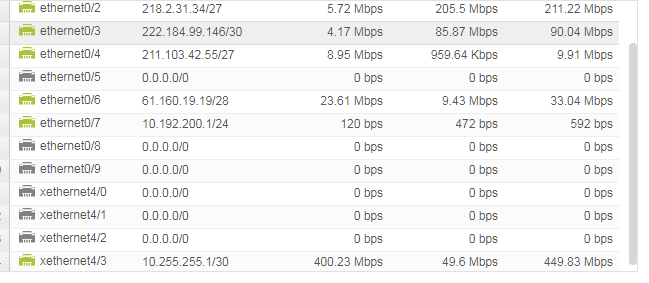 ethernet0/2 218.2.31.34/27 5.72 Mbps 205.5 Mbps 211.22 Mbps
ethernet0/3 222.184.99.146/30 4.17 Mbps 85.87 Mbps 90.04 Mbps
ethernet0/4 211.103.42.55/27 8.95 Mbps 959.64 Kbps 9.91 Mbps
ethernet0/5 0.0.0.0/0 0 bps 0 bps 0 bps
ethernet0/6 61.160.19.19/28 23.61 Mbps 9.43 Mbps 33.04 Mbps
ethernet0/7 10.192.200.1/24 120 bps 472 bps 592 bps
ethernet0/8 0.0.0.0/0 0 bps 0 bps 0 bps
ethernet0/9 0.0.0.0/0 0 bps 0 bps 0 bps
xethernet4/0 0.0.0.0/0 0 bps 0 bps 0 bps
xethernet4/1 0.0.0.0/0 0 bps 0 bps 0 bps
xethernet4/2 0.0.0.0/0 0 bps 0 bps 0 bps
xethernet4/3 10.255.255.1/30 400.23 Mbps 49.6 Mbps 449.83 Mbps